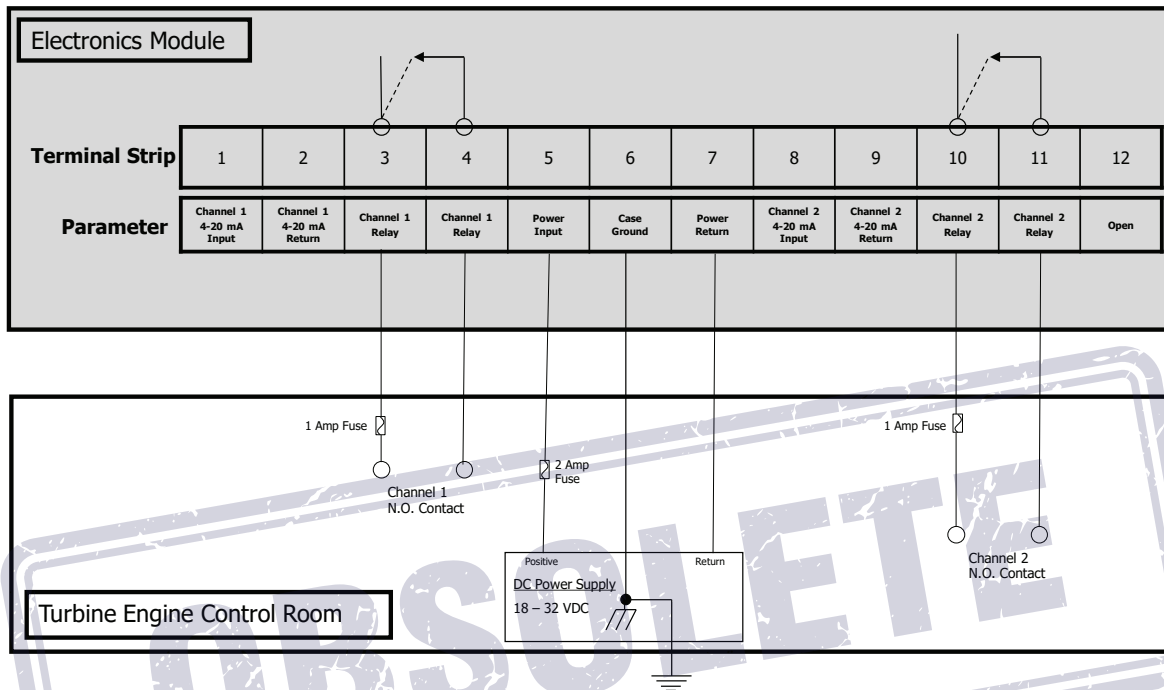 Electronics Module
Terminal Strip 1 2 3 4 5 6 7 8 9 10 11 12
Parameter
Channel 1
4-20 mA
Input
Channel 1
4-20 mA
Return
Channel 1
Relay
Channel 1
Relay
Power
Input
Case
Ground
Power
Return
Channel 2
4-20 mA
Input
Channel 2
4-20 mA
Return
Channel 2
Relay
Channel 2
Relay
Open
1 Amp Fuse
1 Amp Fuse
2 Amp
Fuse
Channel 1
N.O. Contact
Channel 2
N.O. Contact
Positive
Return
DC Power Supply
18 – 32 VDC
Turbine Engine Control Room
OBSOLETE